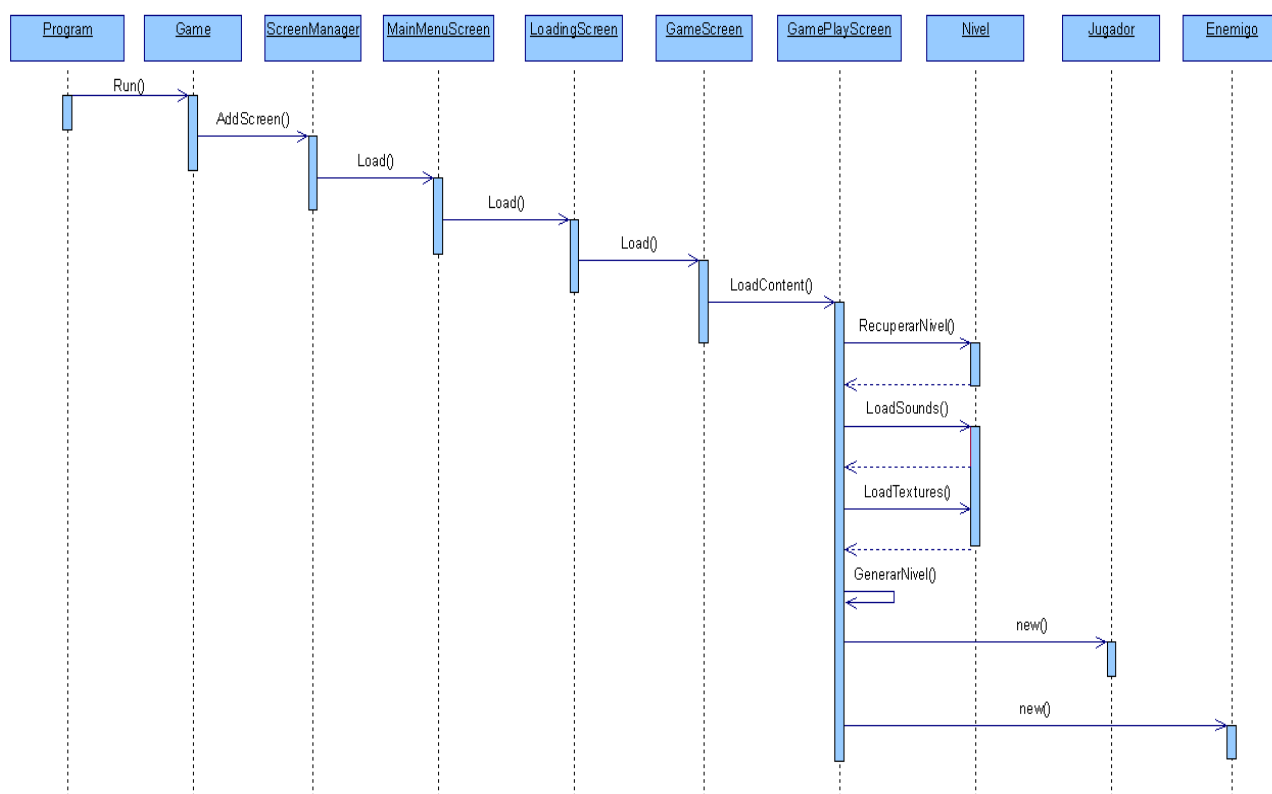 Program
Game
ScreenManager
MainMenuScreen
LoadingScreen
GameScreen
GamePlayScreen
Nivel
Jugador
Enemigo
Run()
AddScreen()
Load()
Load()
Load()
LoadContent()
RecuperarNivel()
LoadSounds()
LoadTextures()
GenerarNivel()
new()
new()